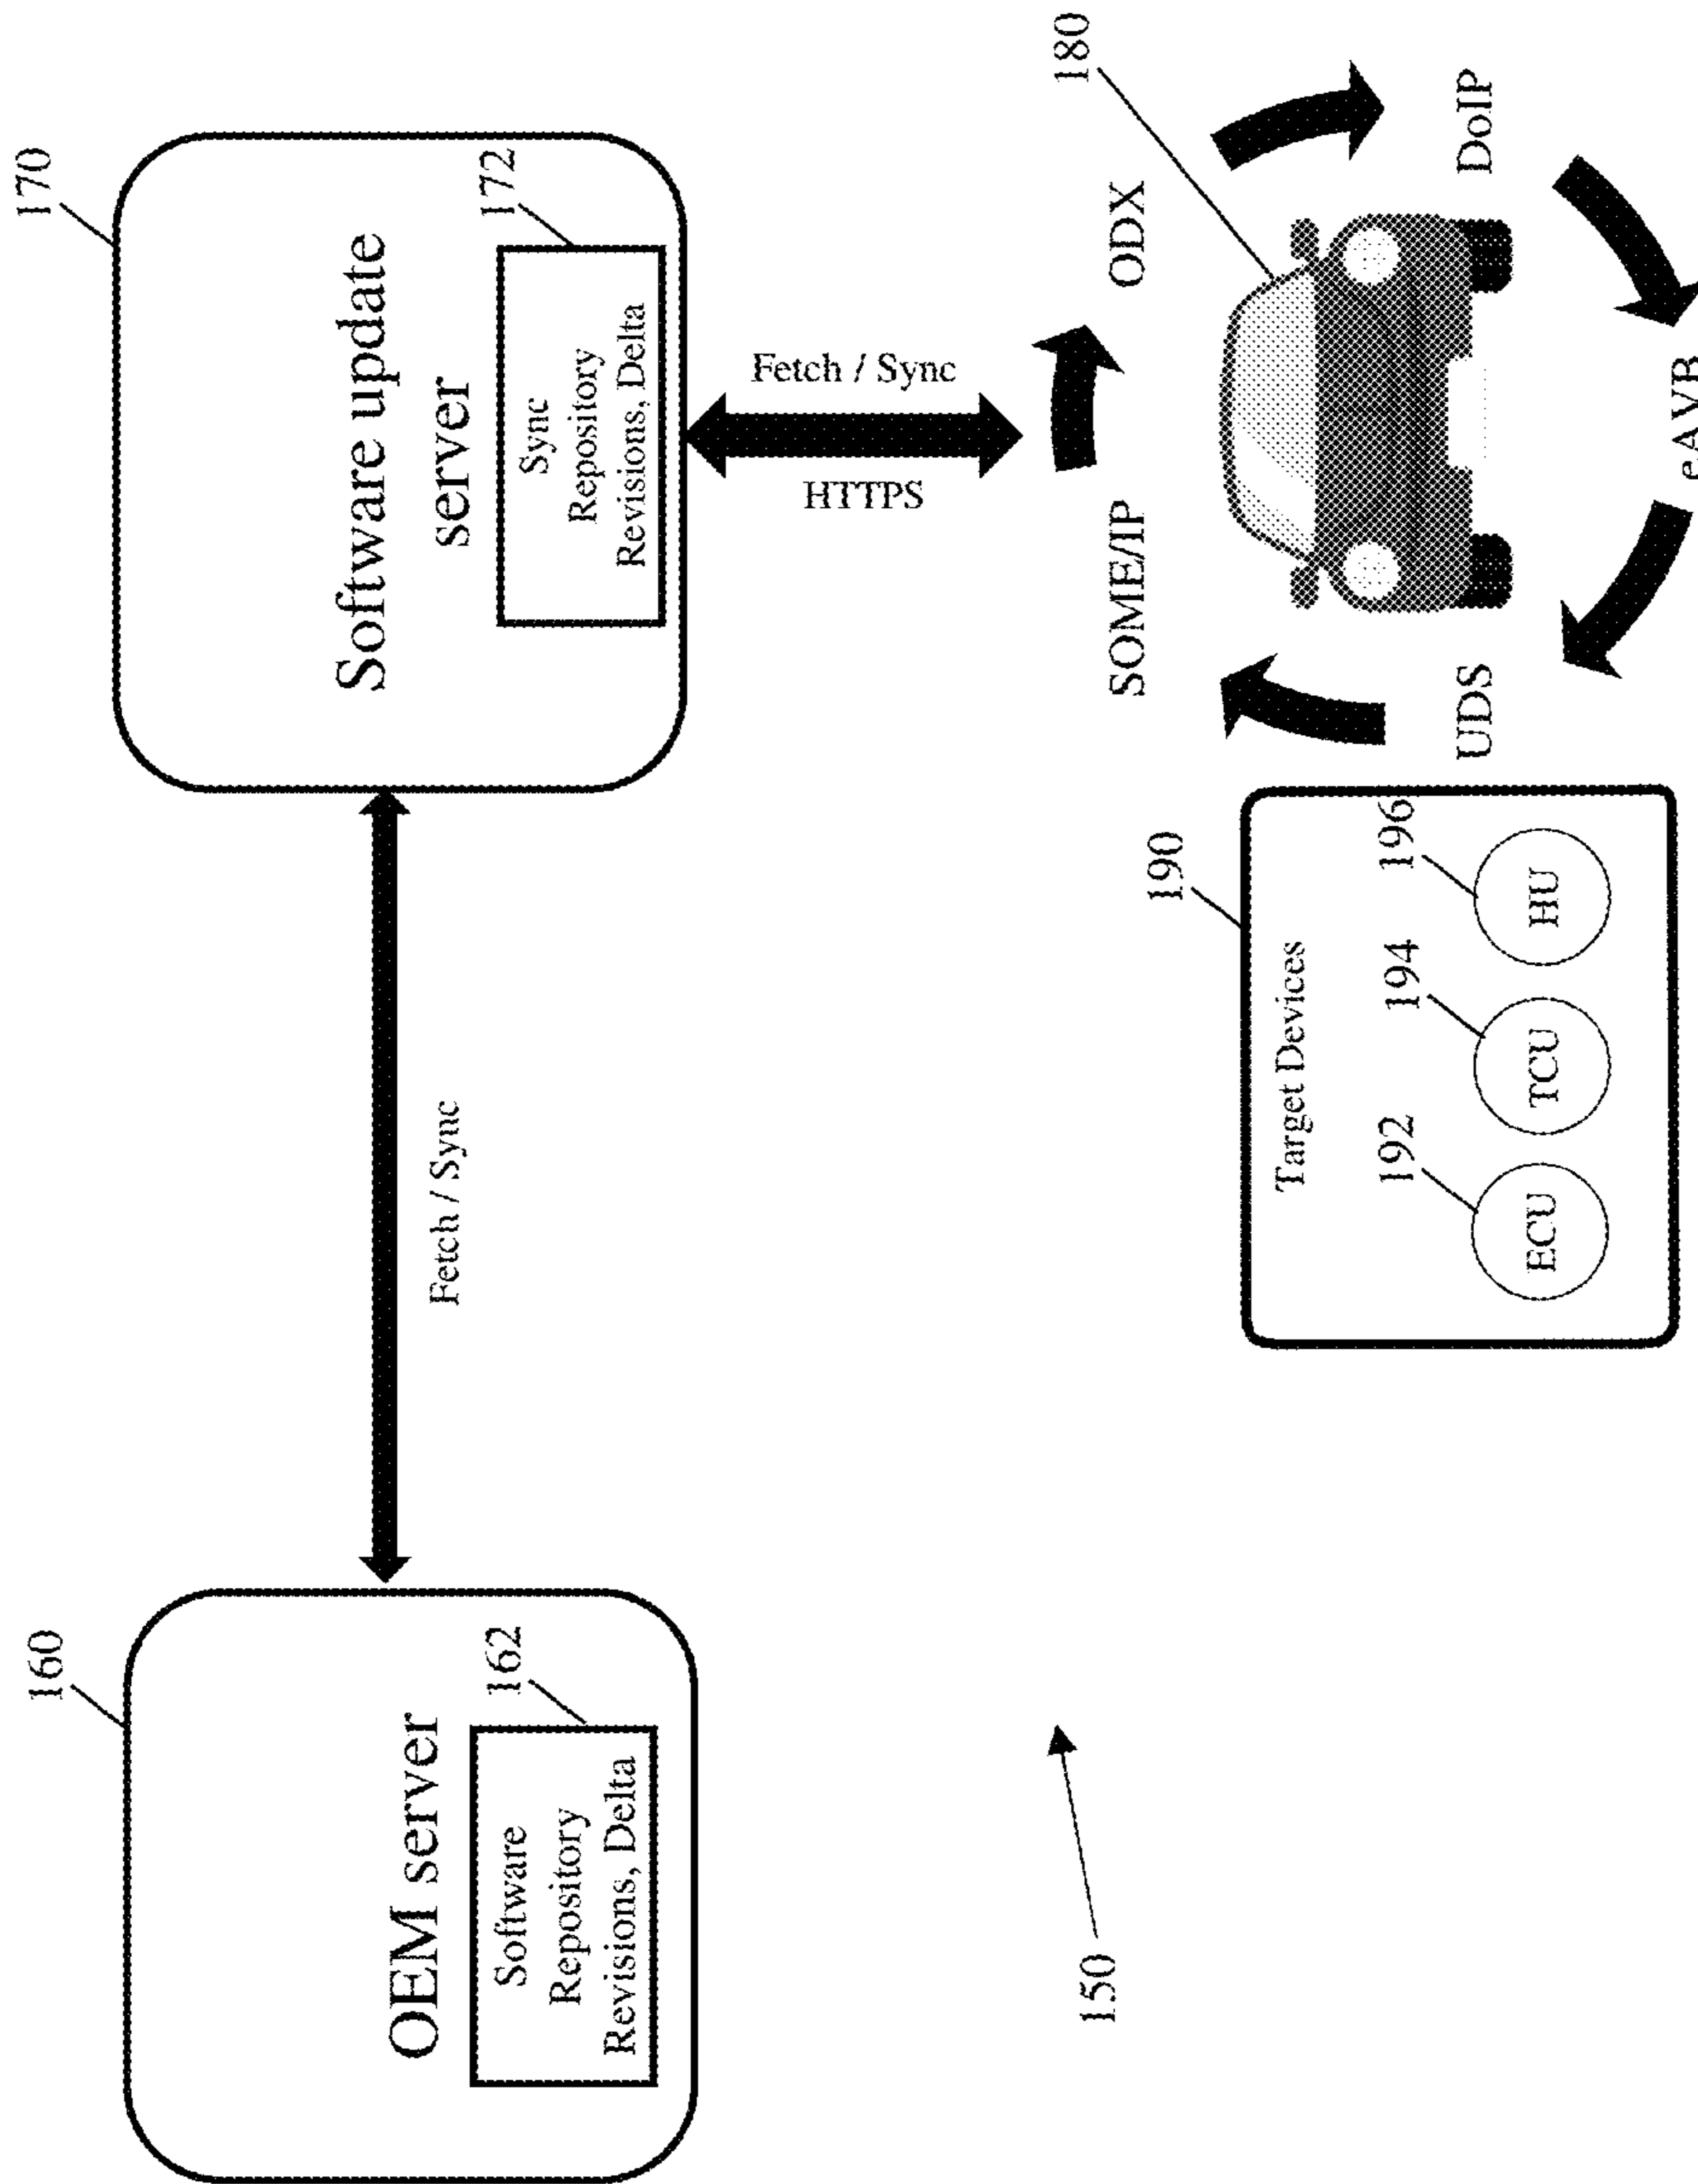 160
OEM server
162
Software
Repository
Revisions, Delta
Fetch / Sync
170
Software update
server
172
Sync
Repository
Revisions, Delta
HTTPS
Fetch / Sync
150
190
Target Devices
192
194
196
ECU
TCU
HU
180
SOME/IP
ODX
UDS
DoIP
eAVB